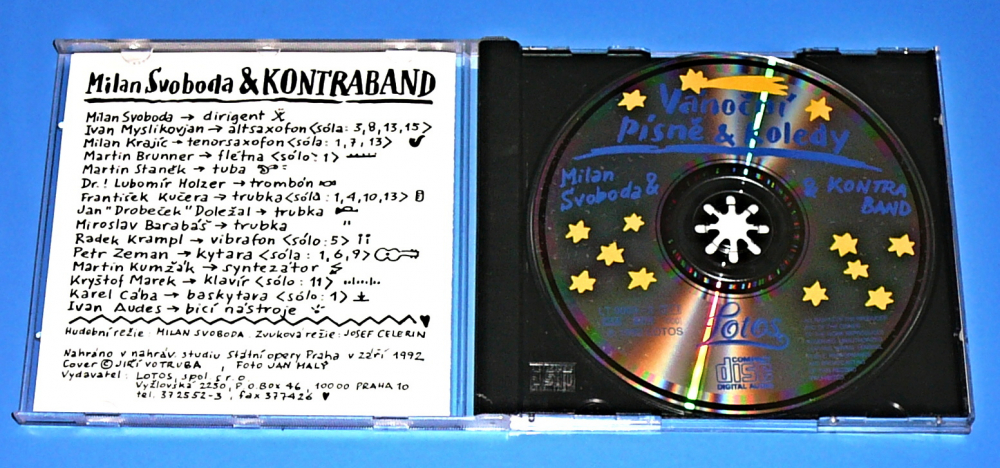 Milan Svoboda & KONTRABAND
Milan Svoboda → dirigent
Ivan Myslikovjan → altsaxofon <sóla: 3,8,13,15>
Milan Krajíc → tenorsaxofon <sóla: 1,7,13>
Martin Brunner → flétna <sólo: 1>
Martin Staněk → tuba
Dr.! Lubomír Holzer → trombón
František Kučera → trubka <sóla: 1,4,10,13>
Jan "Drobeček" Doležal → trubka
Miroslav Barabáš → trubka "
Radek Krampl → vibrafon <sólo: 5>
Petr Zeman → kytara <sóla: 1,6,9>
Martin Kumžák → syntezátor
Kryštof Marek → klavír <sólo: 11>
Karel Cába → baskytara <sólo: 1>
Ivan Audes → bicí nástroje
Hudební režie: MILAN SVOBODA Zvuková režie: JOSEF CELERIN
Nahráno v nahráv. studiu Státní opery Praha v září 1992
Cover © JIŘÍ VOTRUBA, Foto JAN MALÝ
Vydavatel: LOTOS, spol s r.o
Vyžlovská 2250, P.O.Box 46, 10000 PRAHA 10
tel. 372552-3, fax 377426
Vánoční
písně & koledy
Milan
Svoboda &
& KONTRA
BAND
Lotos
COMPACT
disc
DIGITAL AUDIO